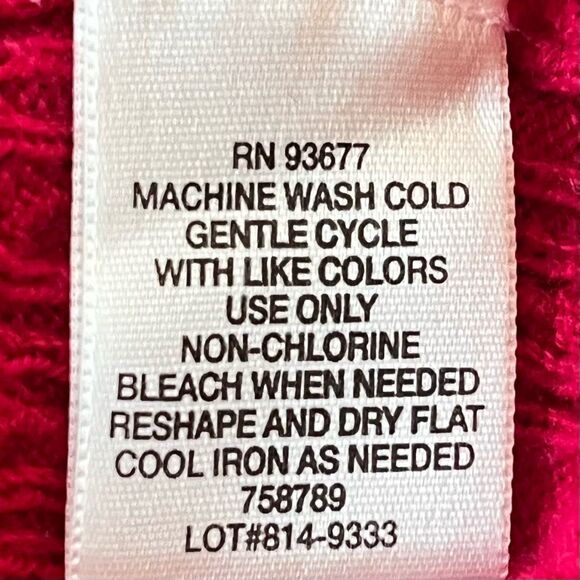 RN 93677
MACHINE WASH COLD
GENTLE CYCLE
WITH LIKE COLORS
USE ONLY
NON-CHLORINE
BLEACH WHEN NEEDED
RESHAPE AND DRY FLAT
COOL IRON AS NEEDED
758789
LOT#814-9333